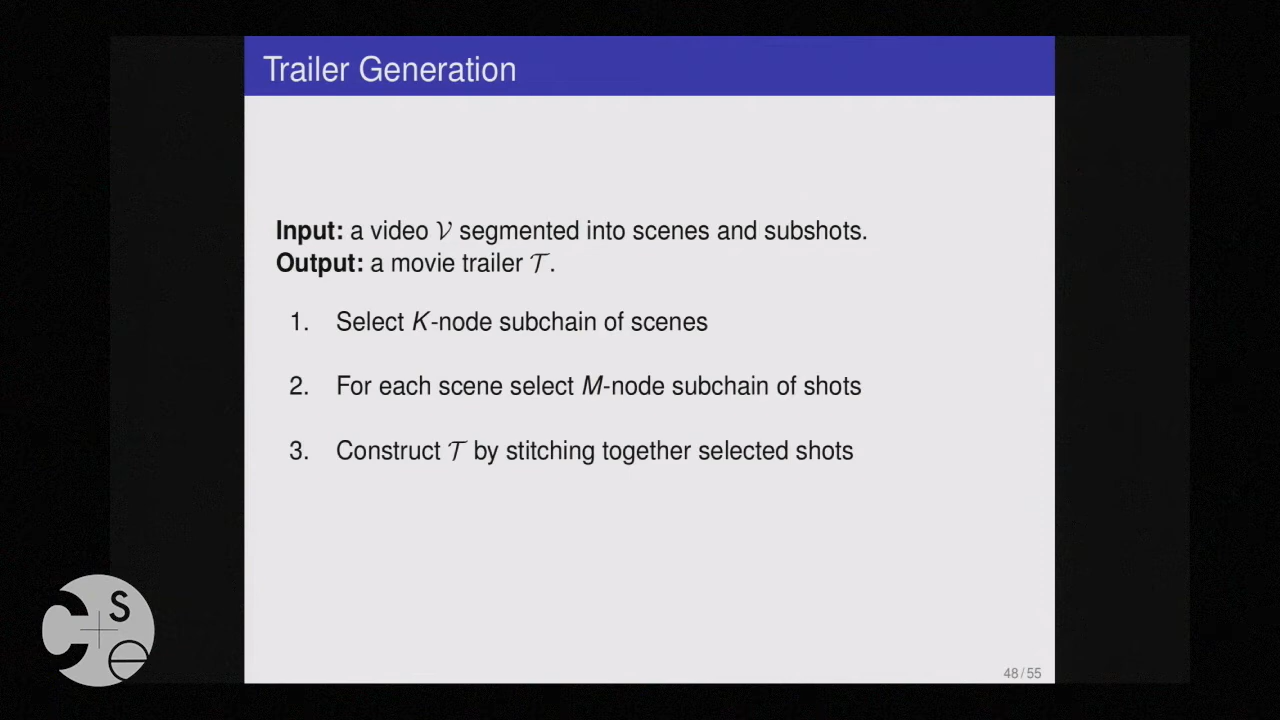 Trailer Generation
Input: a video 𝒱 segmented into scenes and subshots.
Output: a movie trailer 𝒯.
1. Select K-node subchain of scenes
2. For each scene select M-node subchain of shots
3. Construct 𝒯 by stitching together selected shots
48/55
C s e